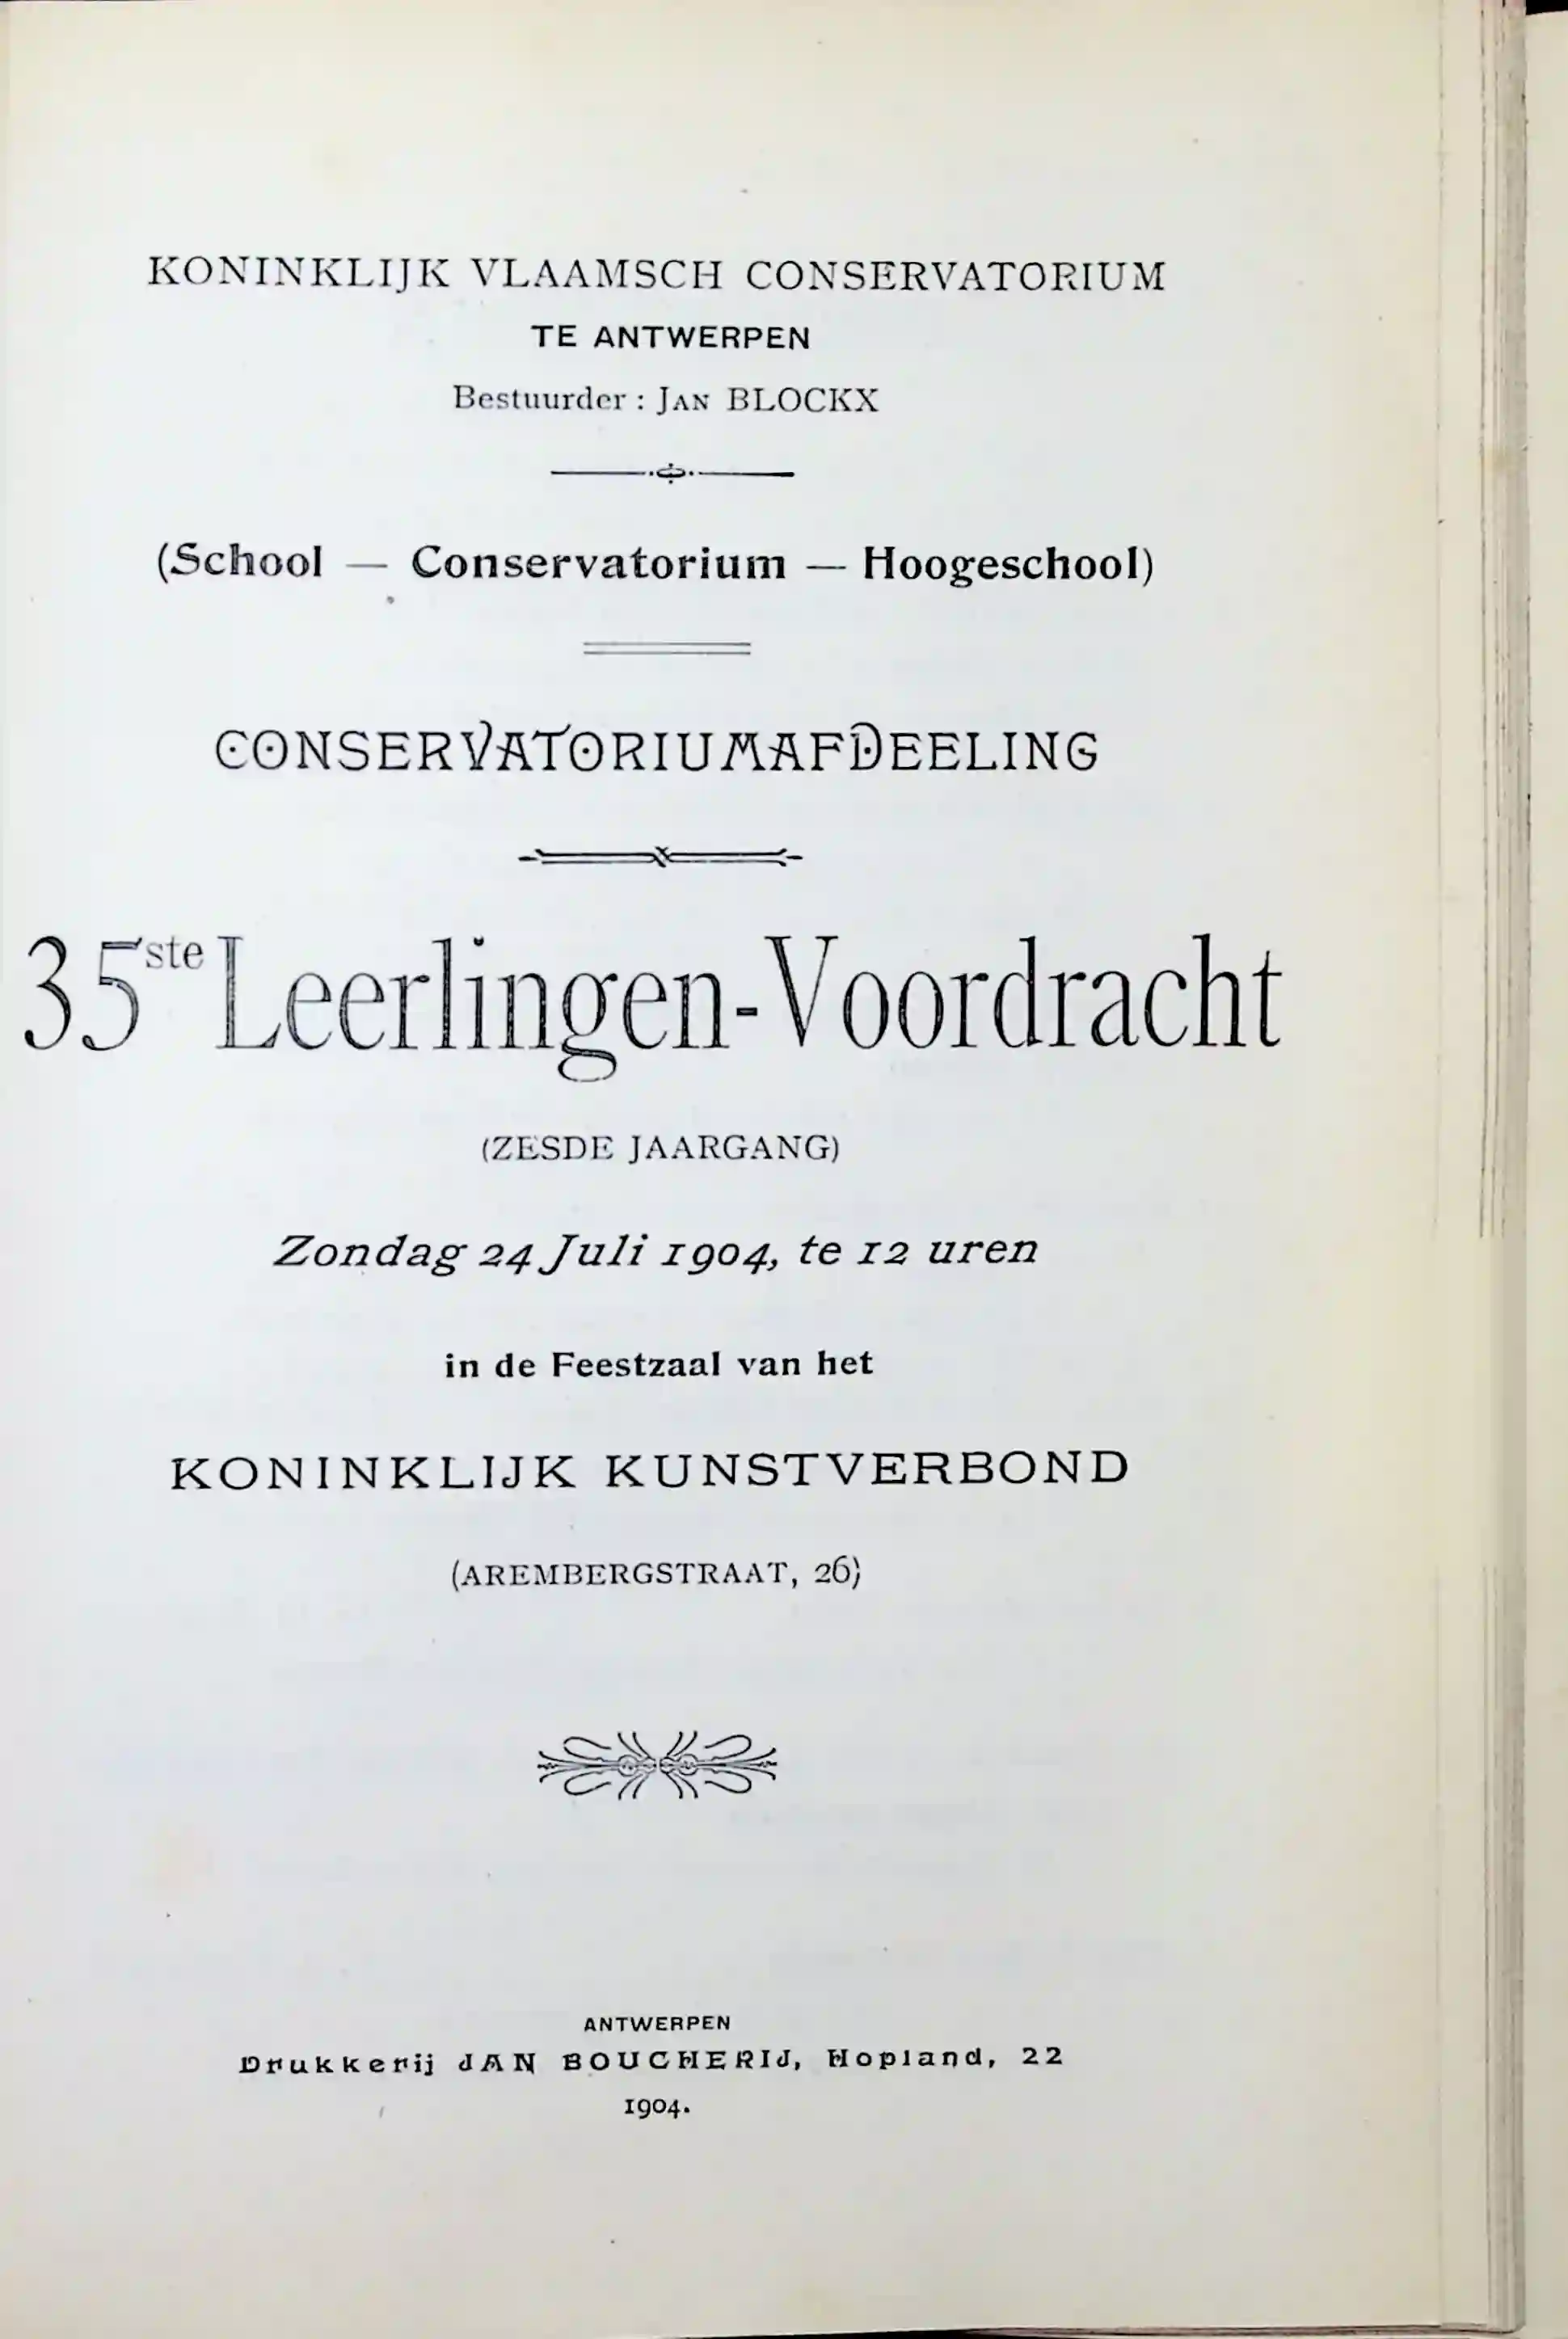 KONINKLIJK VLAAMSCH CONSERVATORIUM
TE ANTWERPEN
Bestuurder : JAN BLOCKX
(School — Conservatorium — Hoogeschool)
CONSERVATORIUMAFDEELING
35ste Leerlingen-Voordracht
(ZESDE JAARGANG)
Zondag 24 Juli 1904, te 12 uren
in de Feestzaal van het
KONINKLIJK KUNSTVERBOND
(AREMBERGSTRAAT, 26)
ANTWERPEN
Drukkerij JAN BOUCHERIJ, Hopland, 22
1904.